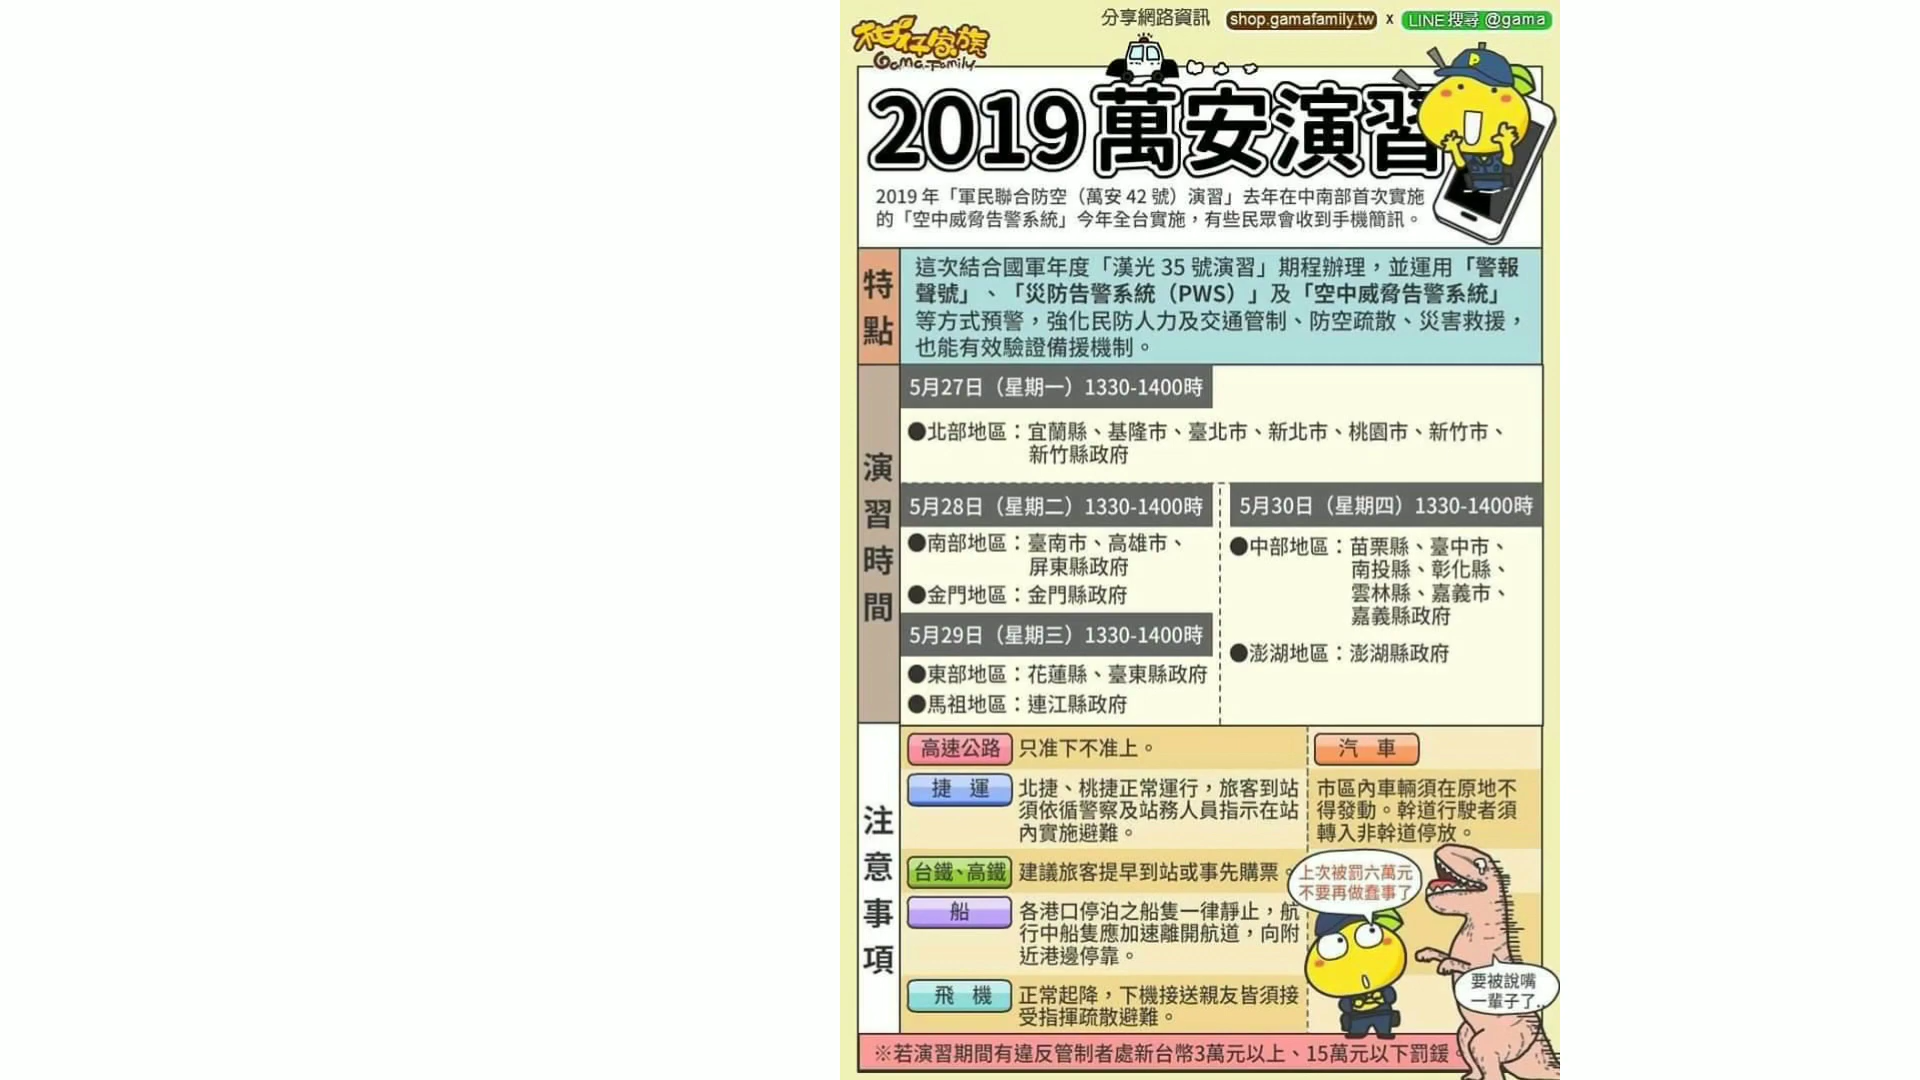 柚仔家族
Gama-Family
分享網路資訊 shop.gamafamily.tw x LINE搜尋 @gama
P
2019萬安演習
2019 年「軍民聯合防空（萬安 42 號）演習」去年在中南部首次實施
的「空中威脅告警系統」今年全台實施，有些民眾會收到手機簡訊。
特點
這次結合國軍年度「漢光 35 號演習」期程辦理，並運用「警報
聲號」、「災防告警系統（PWS）」及「空中威脅告警系統」
等方式預警，強化民防人力及交通管制、防空疏散、災害救援，
也能有效驗證備援機制。
演習時間
5月27日（星期一）1330-1400時
●北部地區：宜蘭縣、基隆市、臺北市、新北市、桃園市、新竹市、
新竹縣政府
5月28日（星期二）1330-1400時
●南部地區：臺南市、高雄市、
屏東縣政府
●金門地區：金門縣政府
5月29日（星期三）1330-1400時
●東部地區：花蓮縣、臺東縣政府
●馬祖地區：連江縣政府
5月30日（星期四）1330-1400時
●中部地區：苗栗縣、臺中市、
南投縣、彰化縣、
雲林縣、嘉義市、
嘉義縣政府
●澎湖地區：澎湖縣政府
注意事項
高速公路 只准下不准上。
捷運 北捷、桃捷正常運行，旅客到站
須依循警察及站務人員指示在站
內實施避難。
台鐵、高鐵 建議旅客提早到站或事先購票。
船 各港口停泊之船隻一律靜止，航
行中船隻應加速離開航道，向附
近港邊停靠。
飛機 正常起降，下機接送親友皆須接
受指揮疏散避難。
汽車
市區內車輛須在原地不
得發動。幹道行駛者須
轉入非幹道停放。
上次被罰六萬元
不要再做蠢事了
要被說嘴
一輩子了..
※若演習期間有違反管制者處新台幣3萬元以上、15萬元以下罰鍰。